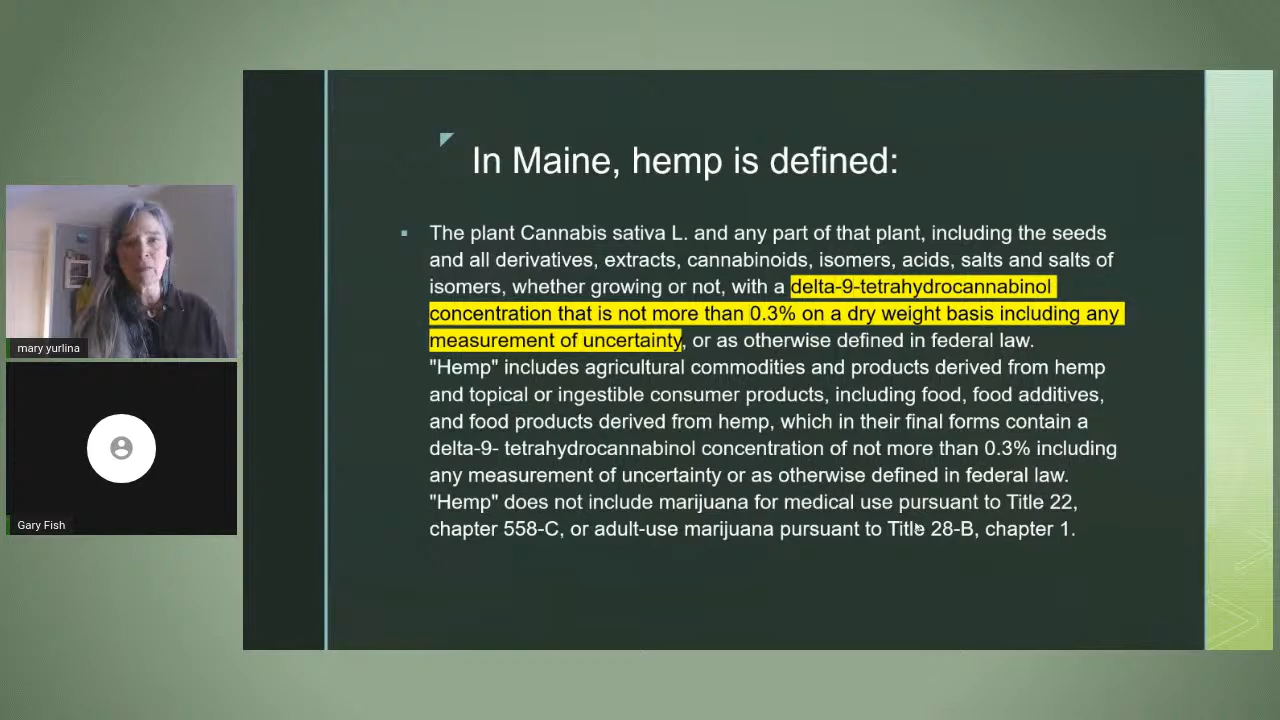 In Maine, hemp is defined:
The plant Cannabis sativa L. and any part of that plant, including the seeds
and all derivatives, extracts, cannabinoids, isomers, acids, salts and salts of
isomers, whether growing or not, with a delta-9-tetrahydrocannabinol
concentration that is not more than 0.3% on a dry weight basis including any
measurement of uncertainty, or as otherwise defined in federal law.
"Hemp" includes agricultural commodities and products derived from hemp
and topical or ingestible consumer products, including food, food additives,
and food products derived from hemp, which in their final forms contain a
delta-9- tetrahydrocannabinol concentration of not more than 0.3% including
any measurement of uncertainty or as otherwise defined in federal law.
"Hemp" does not include marijuana for medical use pursuant to Title 22,
chapter 558-C, or adult-use marijuana pursuant to Title 28-B, chapter 1.
mary yurlina
Gary Fish